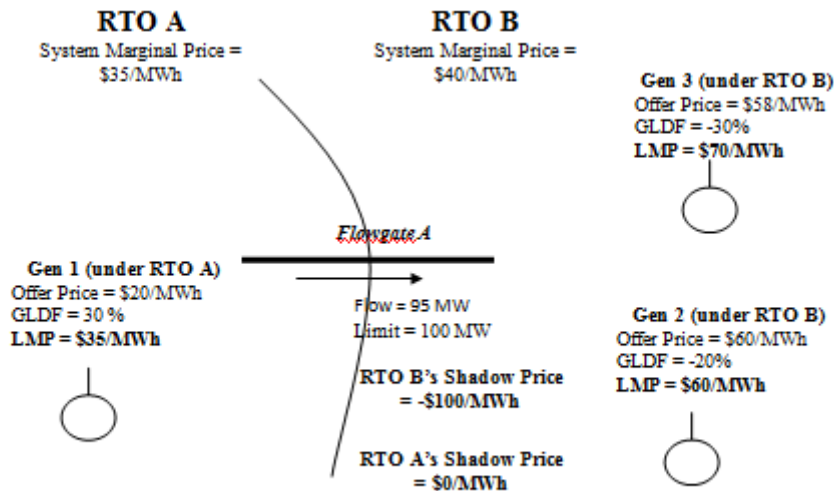 RTO A
System Marginal Price =
$35/MWh
RTO B
System Marginal Price =
$40/MWh
Gen 3 (under RTO B)
Offer Price = $58/MWh
GLDF = -30%
LMP = $70/MWh
Flowgate A
Gen 1 (under RTO A)
Offer Price = $20/MWh
GLDF = 30 %
LMP = $35/MWh
Flow = 95 MW
Limit = 100 MW
Gen 2 (under RTO B)
Offer Price = $60/MWh
GLDF = -20%
LMP = $60/MWh
RTO B's Shadow Price
= -$100/MWh
RTO A's Shadow Price
= $0/MWh